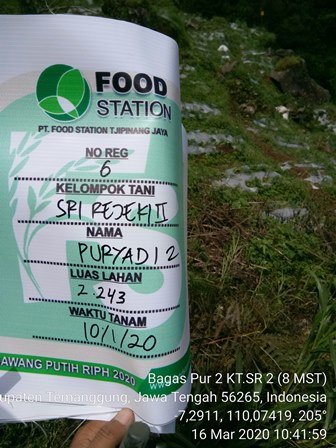 FOOD
STATION
PT. FOOD STATION TJIPINANG JAYA
NO REG
6
KELOMPOK TANI
SRI REJEKI II
NAMA
PURYADI 2
LUAS LAHAN
2.243
WAKTU TANAM
10/1/20
AWANG PUTIH RIPH 2020
Bagas Pur 2 KT.SR 2 (8 MST)
upaten Temanggung, Jawa Tengah 56265, Indonesia
-7,2911, 110,07419, 205°
16 Mar 2020 10:41:59